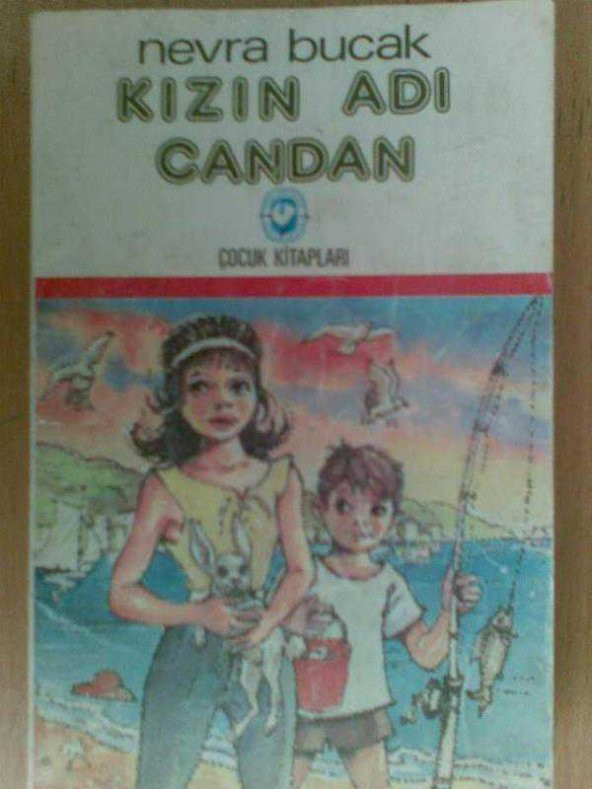 nevra bucak
KIZIN ADI
CANDAN
ÇOCUK KİTAPLARI